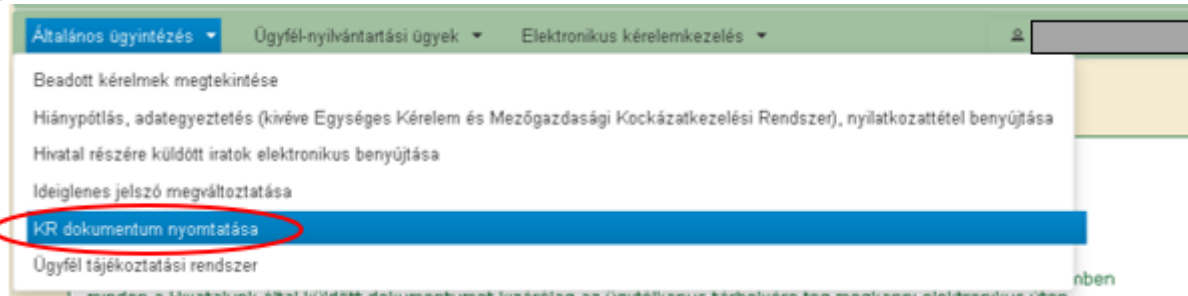 Általános ügyintézés Ügyfél-nyilvántartási ügyek Elektronikus kérelemkezelés
Beadott kérelmek megtekintése
Hiánypótlás, adategyeztetés (kivéve Egységes Kérelem és Mezőgazdasági Kockázatkezelési Rendszer), nyilatkozattétel benyújtása
Hivatal részére küldött iratok elektronikus benyújtása
Ideiglenes jelszó megváltoztatása
KR dokumentum nyomtatása
Ügyfél tájékoztatási rendszer
mben